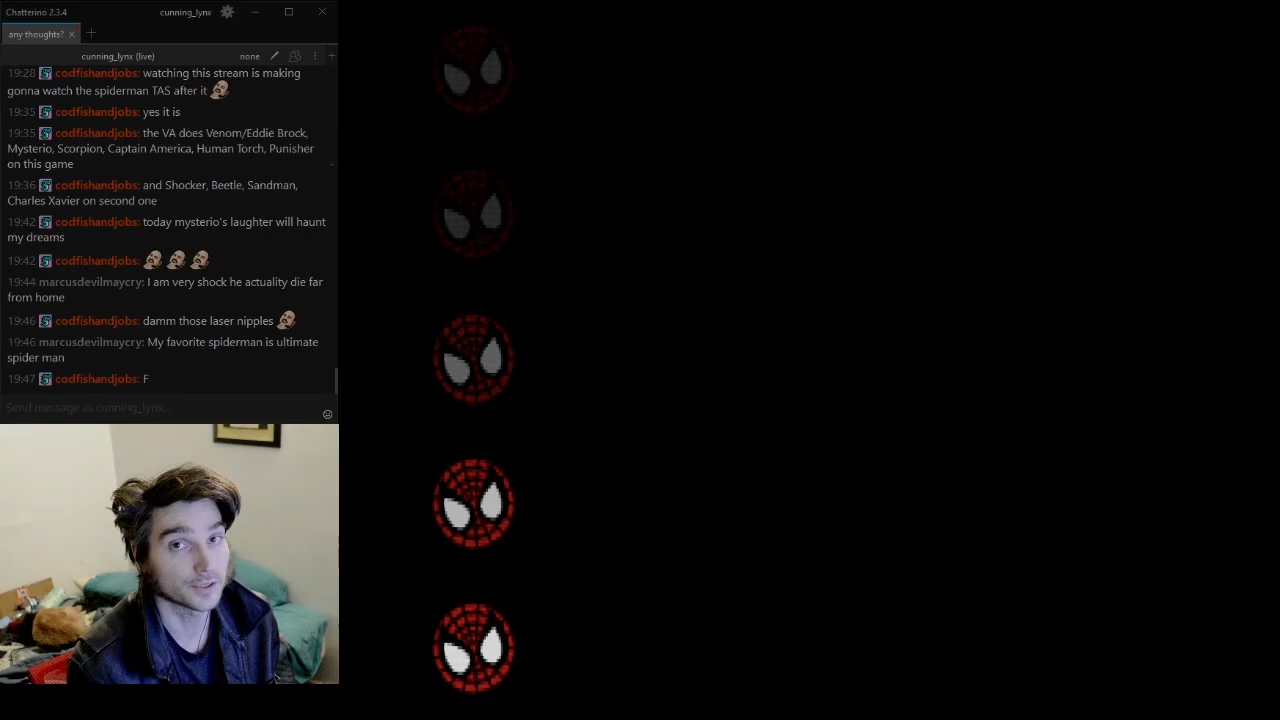 Chatterino 2.3.4
cunning_lynx
any thoughts?
cunning_lynx (live)
none
19:28 codfishandjobs: watching this stream is making
gonna watch the spiderman TAS after it
19:35 codfishandjobs: yes it is
19:35 codfishandjobs: the VA does Venom/Eddie Brock,
Mysterio, Scorpion, Captain America, Human Torch, Punisher
on this game
19:36 codfishandjobs: and Shocker, Beetle, Sandman,
Charles Xavier on second one
19:42 codfishandjobs: today mysterio's laughter will haunt
my dreams
19:42 codfishandjobs:
19:44 marcusdevilmaycry: I am very shock he actuality die far
from home
19:46 codfishandjobs: damm those laser nipples
19:46 marcusdevilmaycry: My favorite spiderman is ultimate
spider man
19:47 codfishandjobs: F
Send message as cunning_lynx...